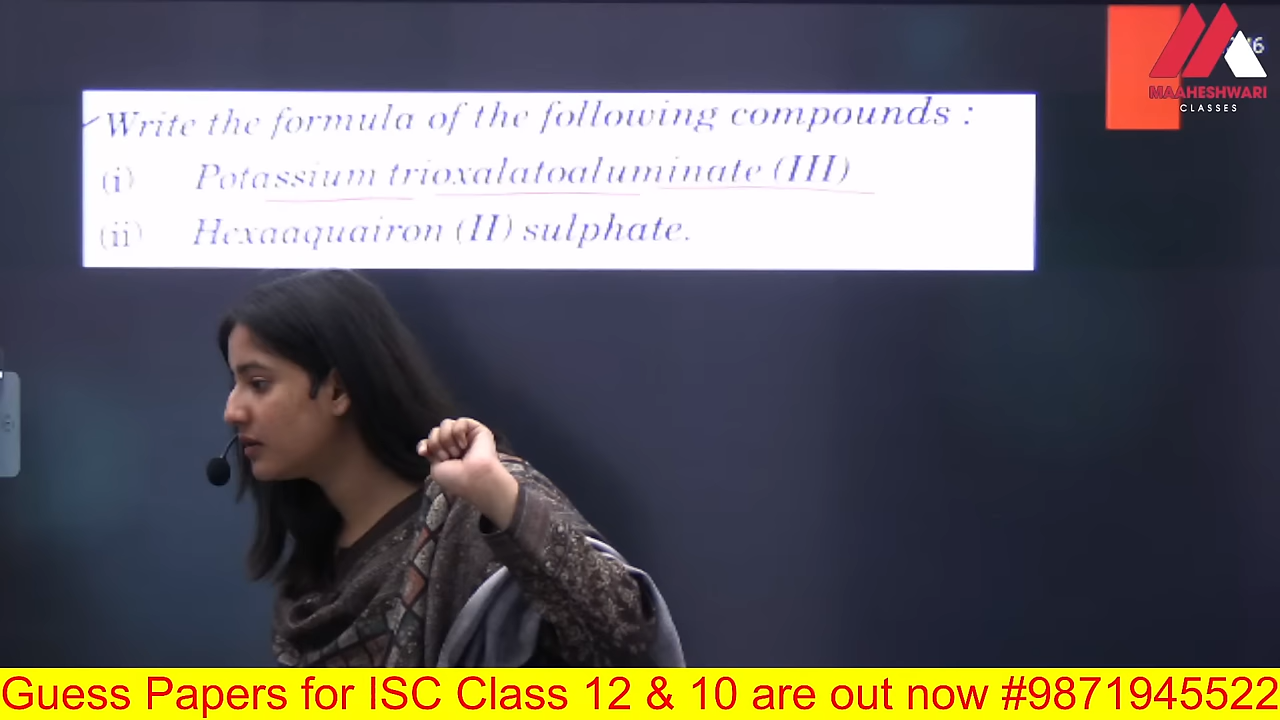 MAAHESHWARI
CLASSES
Write the formula of the following compounds :
(i) Potassium trioxalatoaluminate (III)
(ii) Hexaaquairon (II) sulphate.
Guess Papers for ISC Class 12 & 10 are out now #9871945522